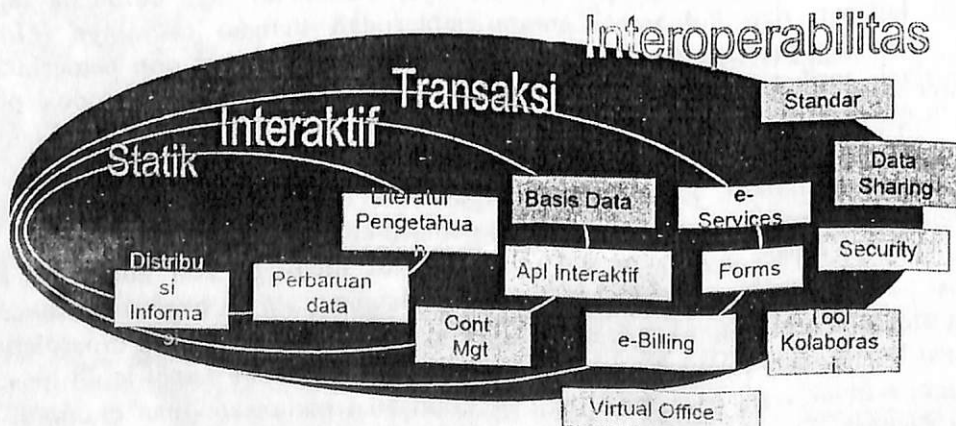 Interoperabilitas
Transaksi
Interaktif
Statik
Standar
Data
Sharing
Security
Tool
Kolaboras
i
Virtual Office
e-
Services
Forms
e-Billing
Basis Data
Apl Interaktif
Cont
Mgt
Literatur
Pengetahua
n
Perbaruan
data
Distribu
si
Informa
si